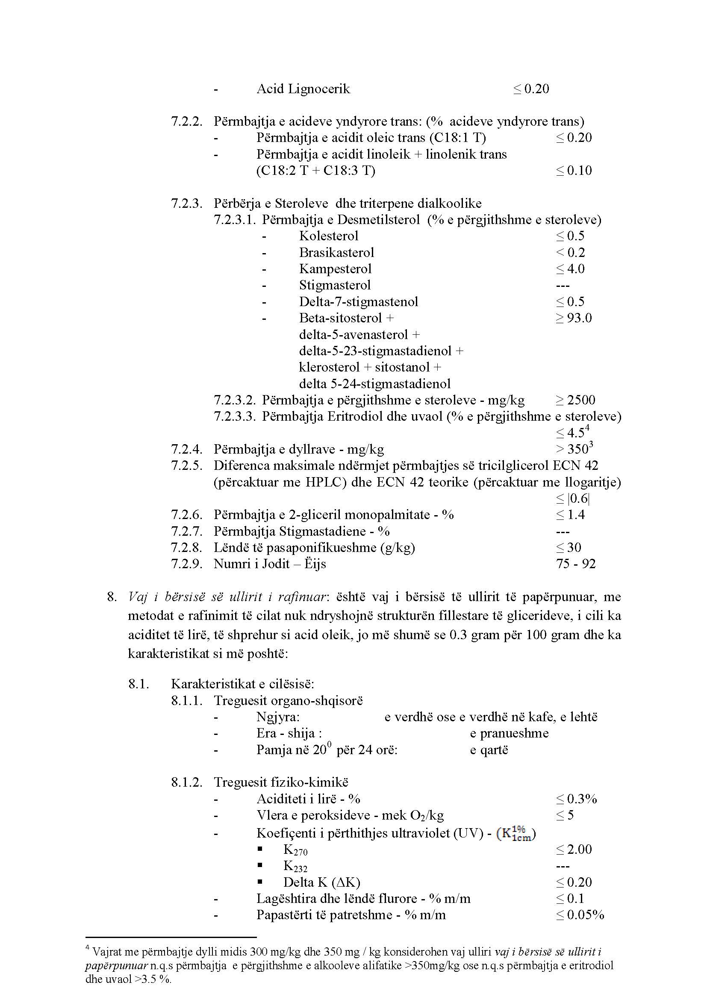 - Acid Lignocerik ≤ 0.20
7.2.2. Përmbajtja e acideve yndyrore trans: (% acideve yndyrore trans)
- Përmbajtja e acidit oleic trans (C18:1 T) ≤ 0.20
- Përmbajtja e acidit linoleik + linolenik trans
(C18:2 T + C18:3 T) ≤ 0.10
7.2.3. Përbërja e Steroleve dhe triterpene dialkoolike
7.2.3.1. Përmbajtja e Desmetilsterol (% e përgjithshme e steroleve)
- Kolesterol ≤ 0.5
- Brasikasterol < 0.2
- Kampesterol ≤ 4.0
- Stigmasterol ---
- Delta-7-stigmastenol ≤ 0.5
- Beta-sitosterol + ≥ 93.0
delta-5-avenasterol +
delta-5-23-stigmastadienol +
klerosterol + sitostanol +
delta 5-24-stigmastadienol
7.2.3.2. Përmbajtja e përgjithshme e steroleve - mg/kg ≥ 2500
7.2.3.3. Përmbajtja Eritrodiol dhe uvaol (% e përgjithshme e steroleve)
≤ 4.5⁴
7.2.4. Përmbajtja e dyllrave - mg/kg > 350³
7.2.5. Diferenca maksimale ndërmjet përmbajtjes së tricilglicerol ECN 42
(përcaktuar me HPLC) dhe ECN 42 teorike (përcaktuar me llogaritje)
≤ |0.6|
7.2.6. Përmbajtja e 2-gliceril monopalmitate - % ≤ 1.4
7.2.7. Përmbajtja Stigmastadiene - % ---
7.2.8. Lëndë të pasaponifikueshme (g/kg) ≤ 30
7.2.9. Numri i Jodit – Ëijs 75 - 92
8. Vaj i bërsisë së ullirit i rafinuar: është vaj i bërsisë të ullirit të papërpunuar, me
metodat e rafinimit të cilat nuk ndryshojnë strukturën fillestare të glicerideve, i cili ka
aciditet të lirë, të shprehur si acid oleik, jo më shumë se 0.3 gram për 100 gram dhe ka
karakteristikat si më poshtë:
8.1. Karakteristikat e cilësisë:
8.1.1. Treguesit organo-shqisorë
- Ngjyra: e verdhë ose e verdhë në kafe, e lehtë
- Era - shija : e pranueshme
- Pamja në 20⁰ për 24 orë: e qartë
8.1.2. Treguesit fiziko-kimikë
- Aciditeti i lirë - % ≤ 0.3%
- Vlera e peroksideve - mek O₂/kg ≤ 5
- Koefiçenti i përthithjes ultraviolet (UV) - (K 1% 1cm)
▪ K₂₇₀ ≤ 2.00
▪ K₂₃₂ ---
▪ Delta K (ΔK) ≤ 0.20
- Lagështira dhe lëndë flurore - % m/m ≤ 0.1
- Papastërti të patretshme - % m/m ≤ 0.05%
⁴ Vajrat me përmbajtje dylli midis 300 mg/kg dhe 350 mg / kg konsiderohen vaj ulliri vaj i bërsisë së ullirit i
papërpunuar n.q.s përmbajtja e përgjithshme e alkooleve alifatike >350mg/kg ose n.q.s përmbajtja e eritrodiol
dhe uvaol >3.5 %.